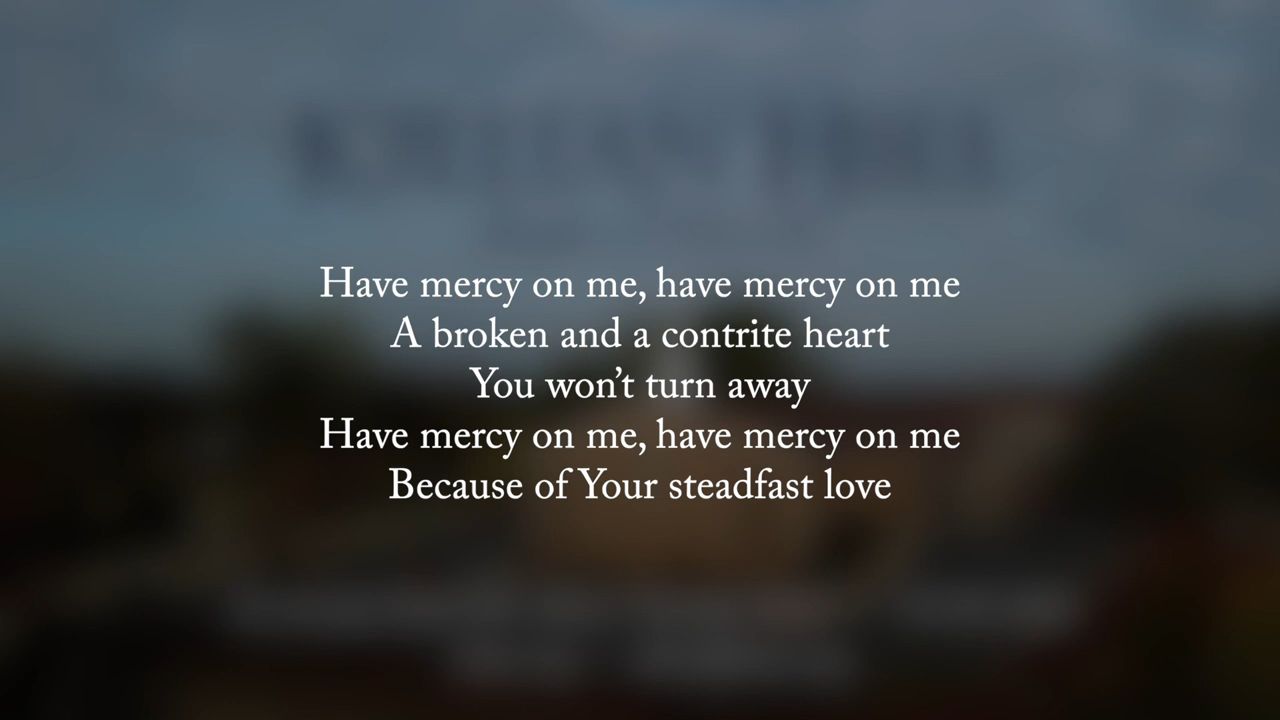 Have mercy on me, have mercy on me
A broken and a contrite heart
You won’t turn away
Have mercy on me, have mercy on me
Because of Your steadfast love